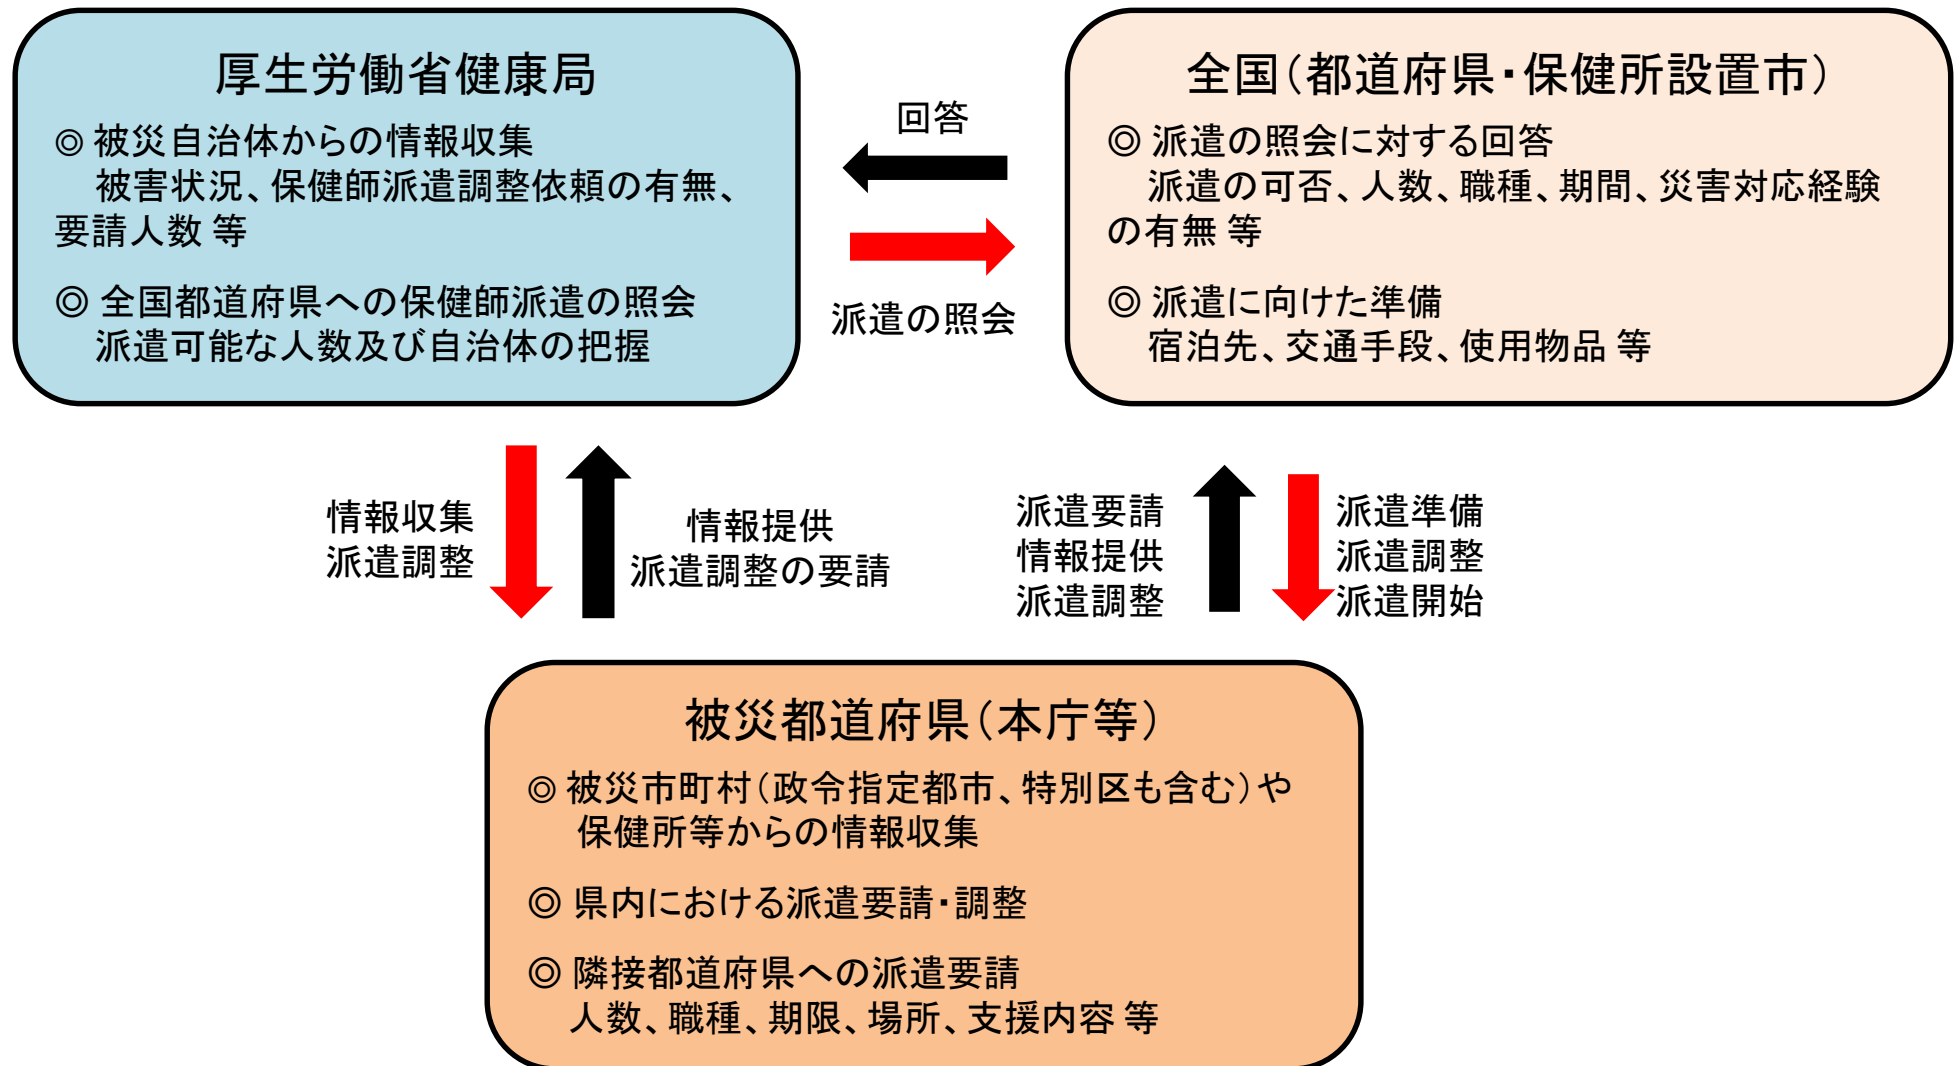 厚生労働省健康局
◎ 被災自治体からの情報収集
被害状況、保健師派遣調整依頼の有無、
要請人数 等
◎ 全国都道府県への保健師派遣の照会
派遣可能な人数及び自治体の把握
回答
派遣の照会
全国(都道府県・保健所設置市)
◎ 派遣の照会に対する回答
派遣の可否、人数、職種、期間、災害対応経験
の有無 等
◎ 派遣に向けた準備
宿泊先、交通手段、使用物品 等
情報収集
派遣調整
情報提供
派遣調整の要請
派遣要請
情報提供
派遣調整
派遣準備
派遣調整
派遣開始
被災都道府県(本庁等)
◎ 被災市町村(政令指定都市、特別区も含む)や
保健所等からの情報収集
◎ 県内における派遣要請・調整
◎ 隣接都道府県への派遣要請
人数、職種、期限、場所、支援内容 等